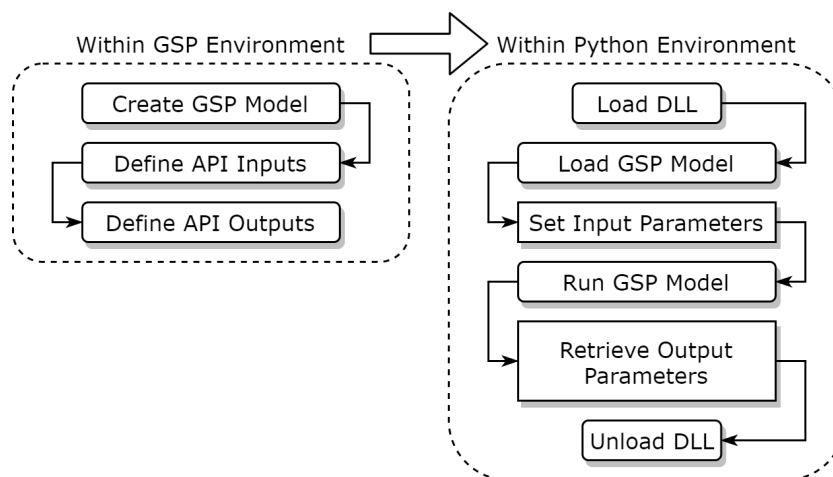 Within GSP Environment
Create GSP Model
Define API Inputs
Define API Outputs
Within Python Environment
Load DLL
Load GSP Model
Set Input Parameters
Run GSP Model
Retrieve Output
Parameters
Unload DLL